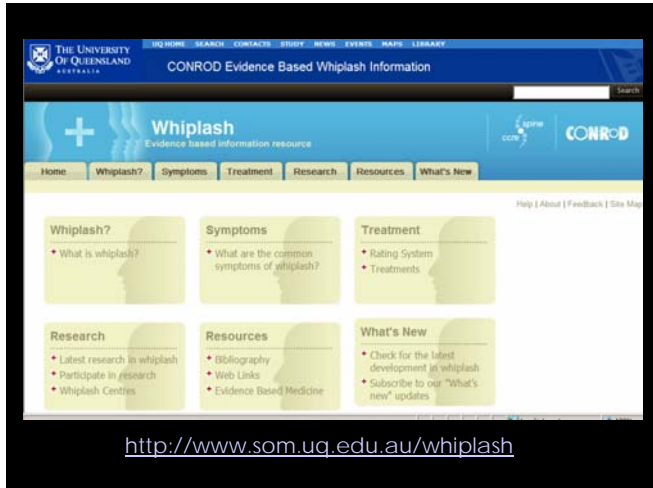 UQ HOME SEARCH CONTACTS STUDY NEWS EVENTS MAPS LIBRARY
THE UNIVERSITY
OF QUEENSLAND
AUSTRALIA
CONROD Evidence Based Whiplash Information
Search
Whiplash
Evidence based information resource
spine
CONROD
Home Whiplash? Symptoms Treatment Research Resources What's New
Help | About | Feedback | Site Map
Whiplash?
What is whiplash?
Symptoms
What are the common
symptoms of whiplash?
Treatment
Rating System
Treatments
Research
Latest research in whiplash
Participate in research
Whiplash Centres
Resources
Bibliography
Web Links
Evidence Based Medicine
What's New
Check for the latest
development in whiplash
Subscribe to our "What's
new" updates
http://www.som.uq.edu.au/whiplash